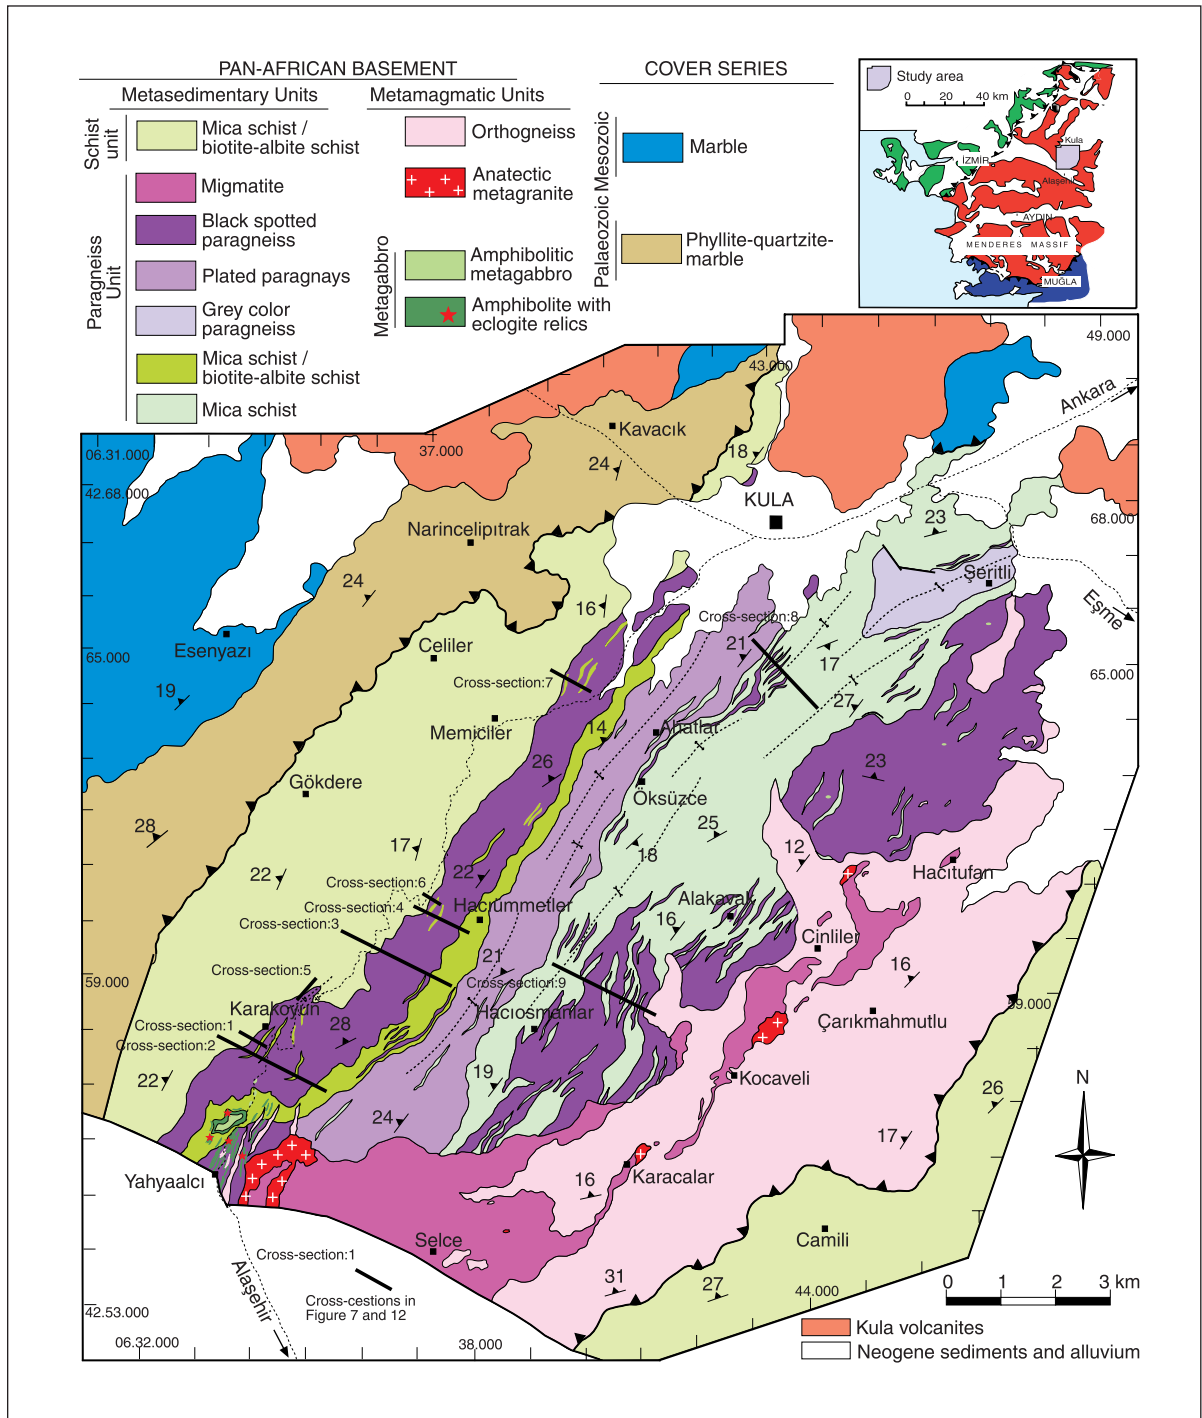 PAN-AFRICAN BASEMENT
COVER SERIES
Metasedimentary Units
Metamagmatic Units
Schist unit
Mica schist /
biotite-albite schist
Paragneiss Unit
Migmatite
Black spotted
paragneiss
Plated paragnays
Grey color
paragneiss
Mica schist /
biotite-albite schist
Mica schist
Orthogneiss
Anatectic
metagranite
Metagabbro
Amphibolitic
metagabbro
Amphibolite with
eclogite relics
Palaeozoic Mesozoic
Marble
Phyllite-quartzite-
marble
Study area
0 20 40 km
Kula
İZMİR
Alaşehir
AYDIN
MENDERES MASSIF
MUĞLA
49.000
43.000
Ankara
Kavacık
18
37.000
06.31.000
24
42.68.000
KULA
68.000
23
Narincelipıtrak
Şeritli
24
Eşme
16
Cross-section:8
Esenyazı
Celiler
21
17
65.000
65.000
Cross-section:7
19
27
14
Ahatlar
Memiciler
26
23
Gökdere
Öksüzce
28
25
17
18
12
22
22
Hacıtufan
Cross-section:6
Cross-section:4
Hacrümmetler
Alakavak
Cross-section:3
16
Cinliler
21
16
Cross-section:5
59.000
Cross-section:9
59.000
Karakoyun
Hacıosmanlar
Çarıkmahmutlu
Cross-section:1
28
Cross-section:2
22
19
Kocaveli
N
26
24
17
Yahyaalcı
16
Karacalar
Selce
Camili
Cross-section:1
Alaşehir
31
27
0 1 2 3 km
Cross-cestions in
Figure 7 and 12
44.000
42.53.000
Kula volcanites
06.32.000
38.000
Neogene sediments and alluvium